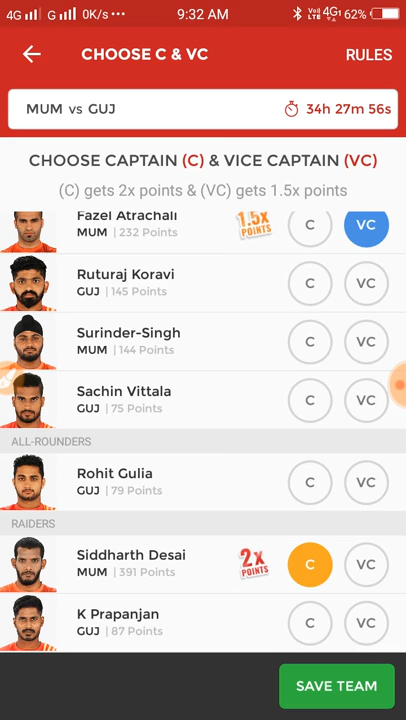 4G G 0K/s ••• 9:32 AM VoLTE 4G↑ 62%
CHOOSE C & VC RULES
MUM vs GUJ 34h 27m 56s
CHOOSE CAPTAIN (C) & VICE CAPTAIN (VC)
(C) gets 2x points & (VC) gets 1.5x points
Fazel Atrachali 1.5x POINTS C VC
MUM | 232 Points
Ruturaj Koravi C VC
GUJ | 145 Points
Surinder-Singh C VC
MUM | 144 Points
Sachin Vittala C VC
GUJ | 75 Points
ALL-ROUNDERS
Rohit Gulia C VC
GUJ | 79 Points
RAIDERS
Siddharth Desai 2x POINTS C VC
MUM | 391 Points
K Prapanjan C VC
GUJ | 87 Points
SAVE TEAM